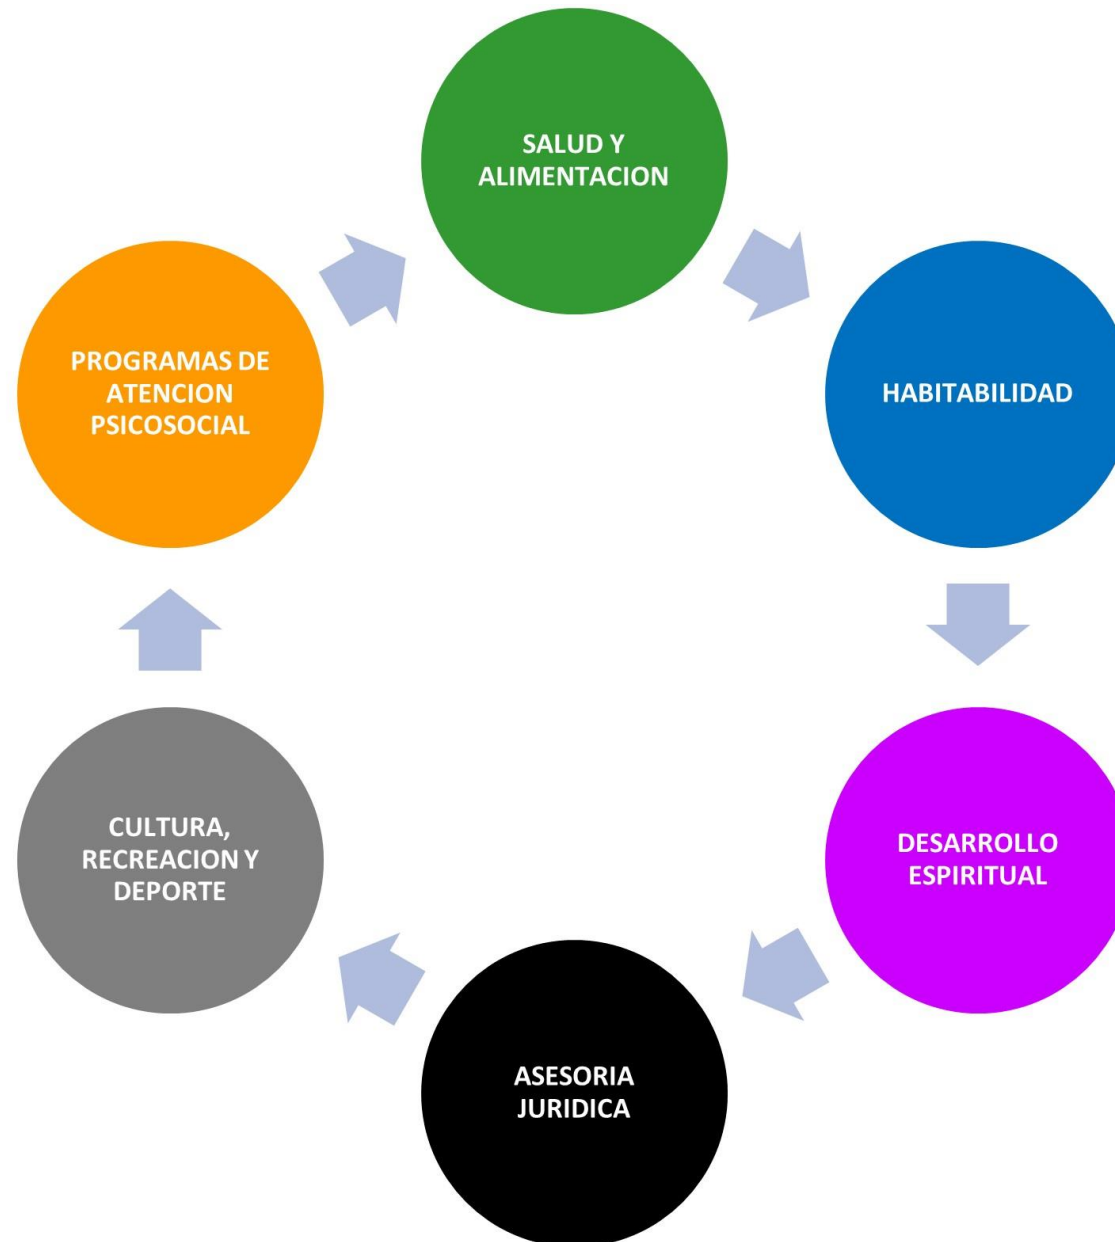 SALUD Y
ALIMENTACION
HABITABILIDAD
DESARROLLO
ESPIRITUAL
ASESORIA
JURIDICA
CULTURA,
RECREACION Y
DEPORTE
PROGRAMAS DE
ATENCION
PSICOSOCIAL